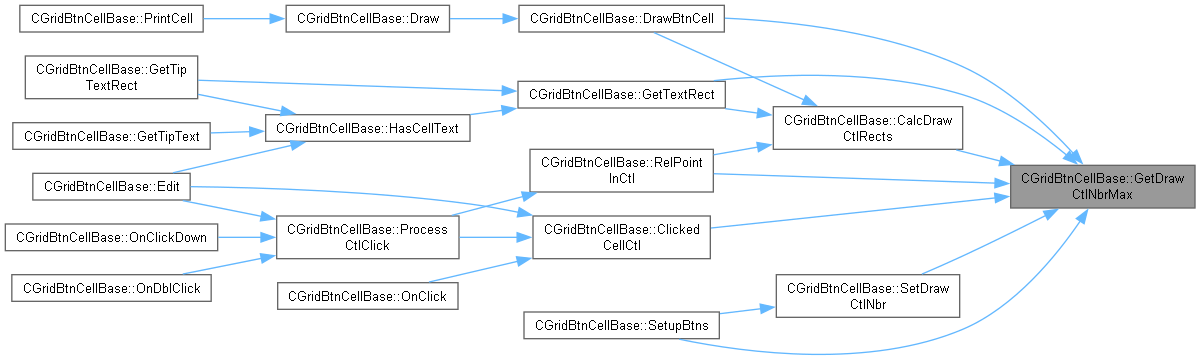 CGridBtnCellBase::PrintCell
CGridBtnCellBase::Draw
CGridBtnCellBase::DrawBtnCell
CGridBtnCellBase::GetTip
TextRect
CGridBtnCellBase::GetTextRect
CGridBtnCellBase::GetTipText
CGridBtnCellBase::HasCellText
CGridBtnCellBase::CalcDraw
CtlRects
CGridBtnCellBase::RelPoint
InCtl
CGridBtnCellBase::GetDraw
CtlNbrMax
CGridBtnCellBase::Edit
CGridBtnCellBase::OnClickDown
CGridBtnCellBase::Process
CtlClick
CGridBtnCellBase::Clicked
CellCtl
CGridBtnCellBase::OnDblClick
CGridBtnCellBase::OnClick
CGridBtnCellBase::SetDraw
CtlNbr
CGridBtnCellBase::SetupBtns